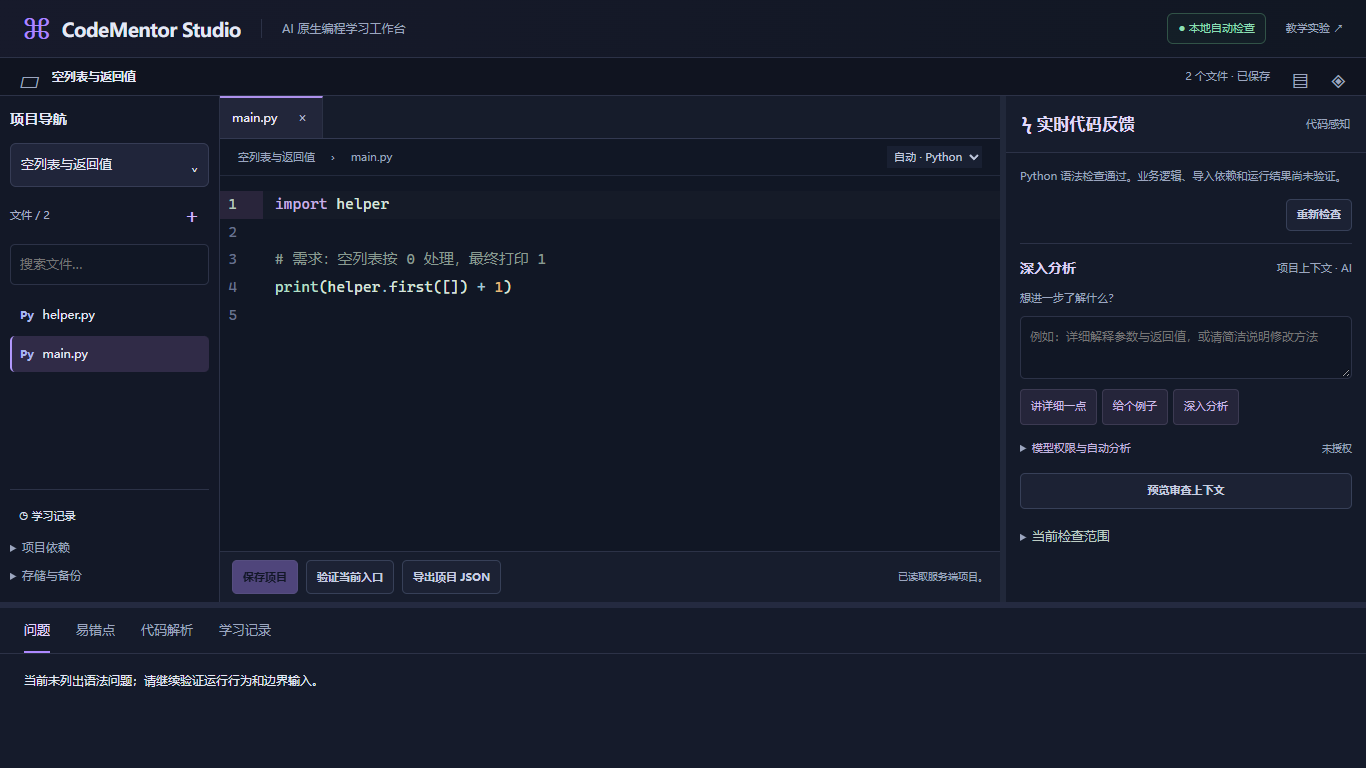 CodeMentor Studio
AI 原生编程学习工作台
本地自动检查
教学实验 ↗
空列表与返回值
2 个文件 · 已保存
项目导航
空列表与返回值
文件 / 2
+
搜索文件...
Py helper.py
Py main.py
学习记录
项目依赖
存储与备份
main.py ×
空列表与返回值 › main.py
自动 · Python
1 import helper
2
3 # 需求：空列表按 0 处理，最终打印 1
4 print(helper.first([]) + 1)
5
保存项目
验证当前入口
导出项目 JSON
已读取服务端项目。
实时代码反馈
代码感知
Python 语法检查通过。业务逻辑、导入依赖和运行结果尚未验证。
重新检查
深入分析
项目上下文 · AI
想进一步了解什么？
例如：详细解释参数与返回值，或请简洁说明修改方法
讲详细一点
给个例子
深入分析
模型权限与自动分析
未授权
预览审查上下文
当前检查范围
问题
易错点
代码解析
学习记录
当前未列出语法问题；请继续验证运行行为和边界输入。